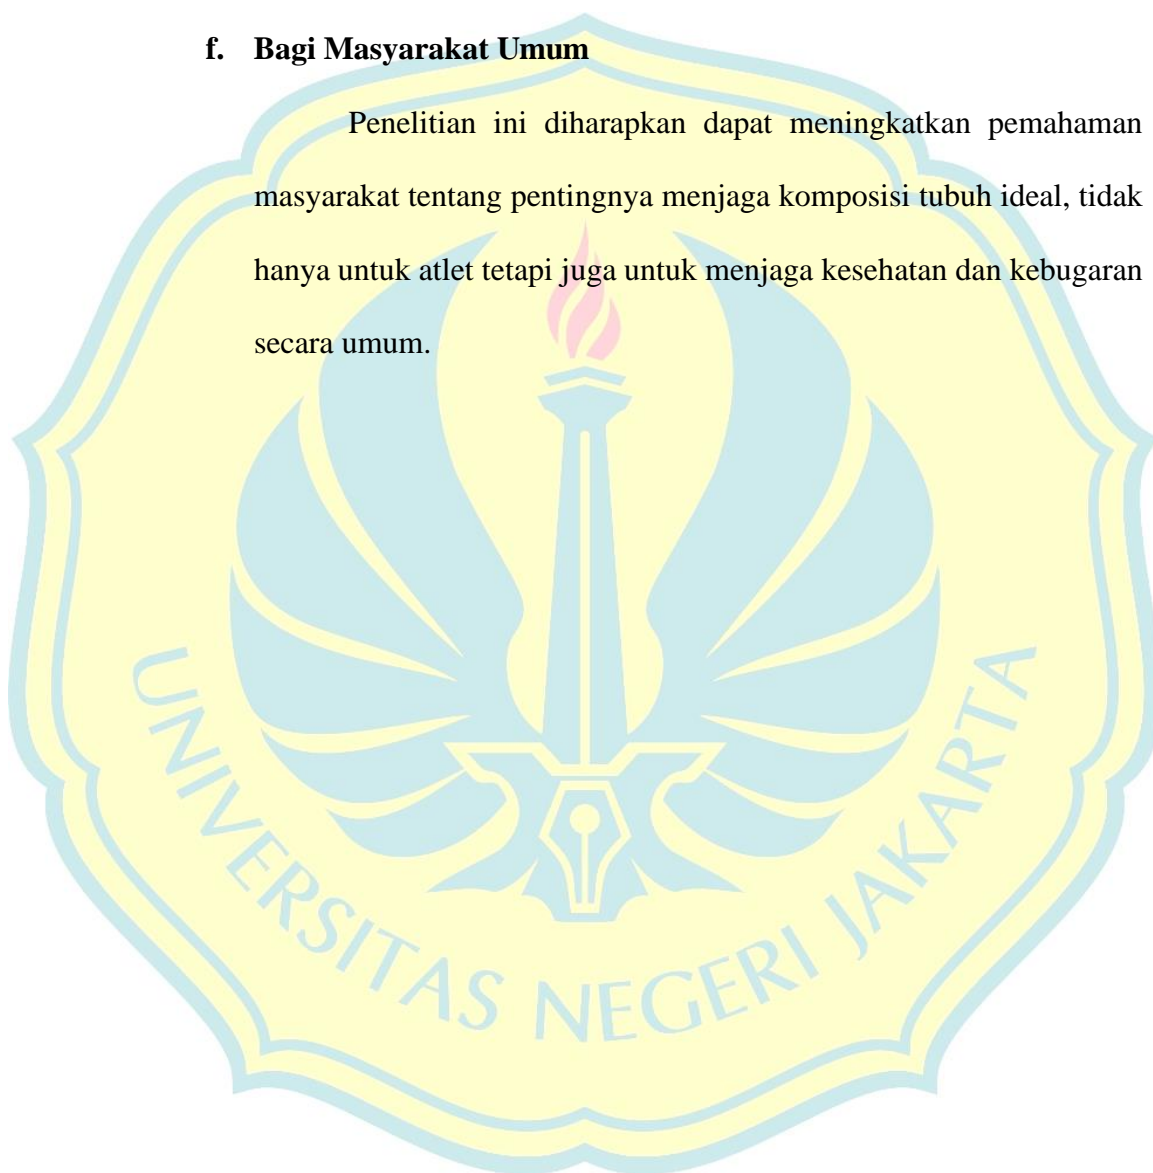 f. Bagi Masyarakat Umum
Penelitian ini diharapkan dapat meningkatkan pemahaman
masyarakat tentang pentingnya menjaga komposisi tubuh ideal, tidak
hanya untuk atlet tetapi juga untuk menjaga kesehatan dan kebugaran
secara umum.
UNIVERSITAS NEGERI JAKARTA